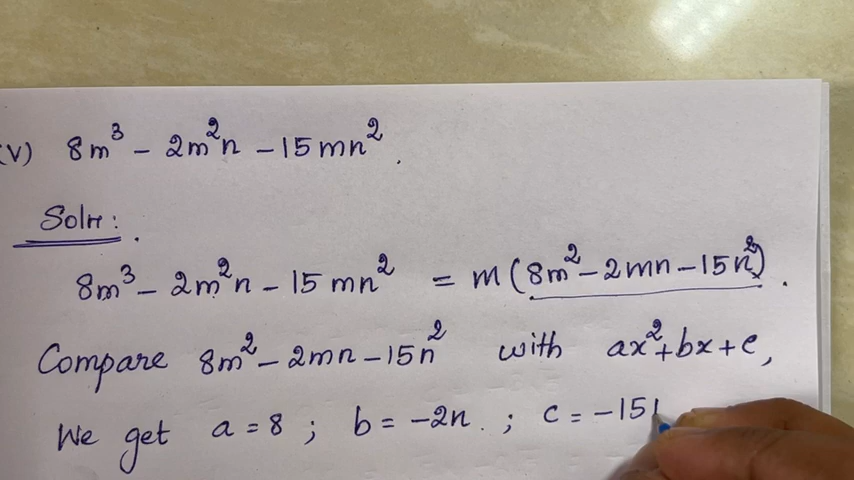 (V) 8m³ - 2m²n - 15mn².
Soln:
8m³ - 2m²n - 15mn² = m(8m² - 2mn - 15n²).
Compare 8m² - 2mn - 15n² with ax² + bx + c,
We get a = 8 ; b = -2n. ; c = -15